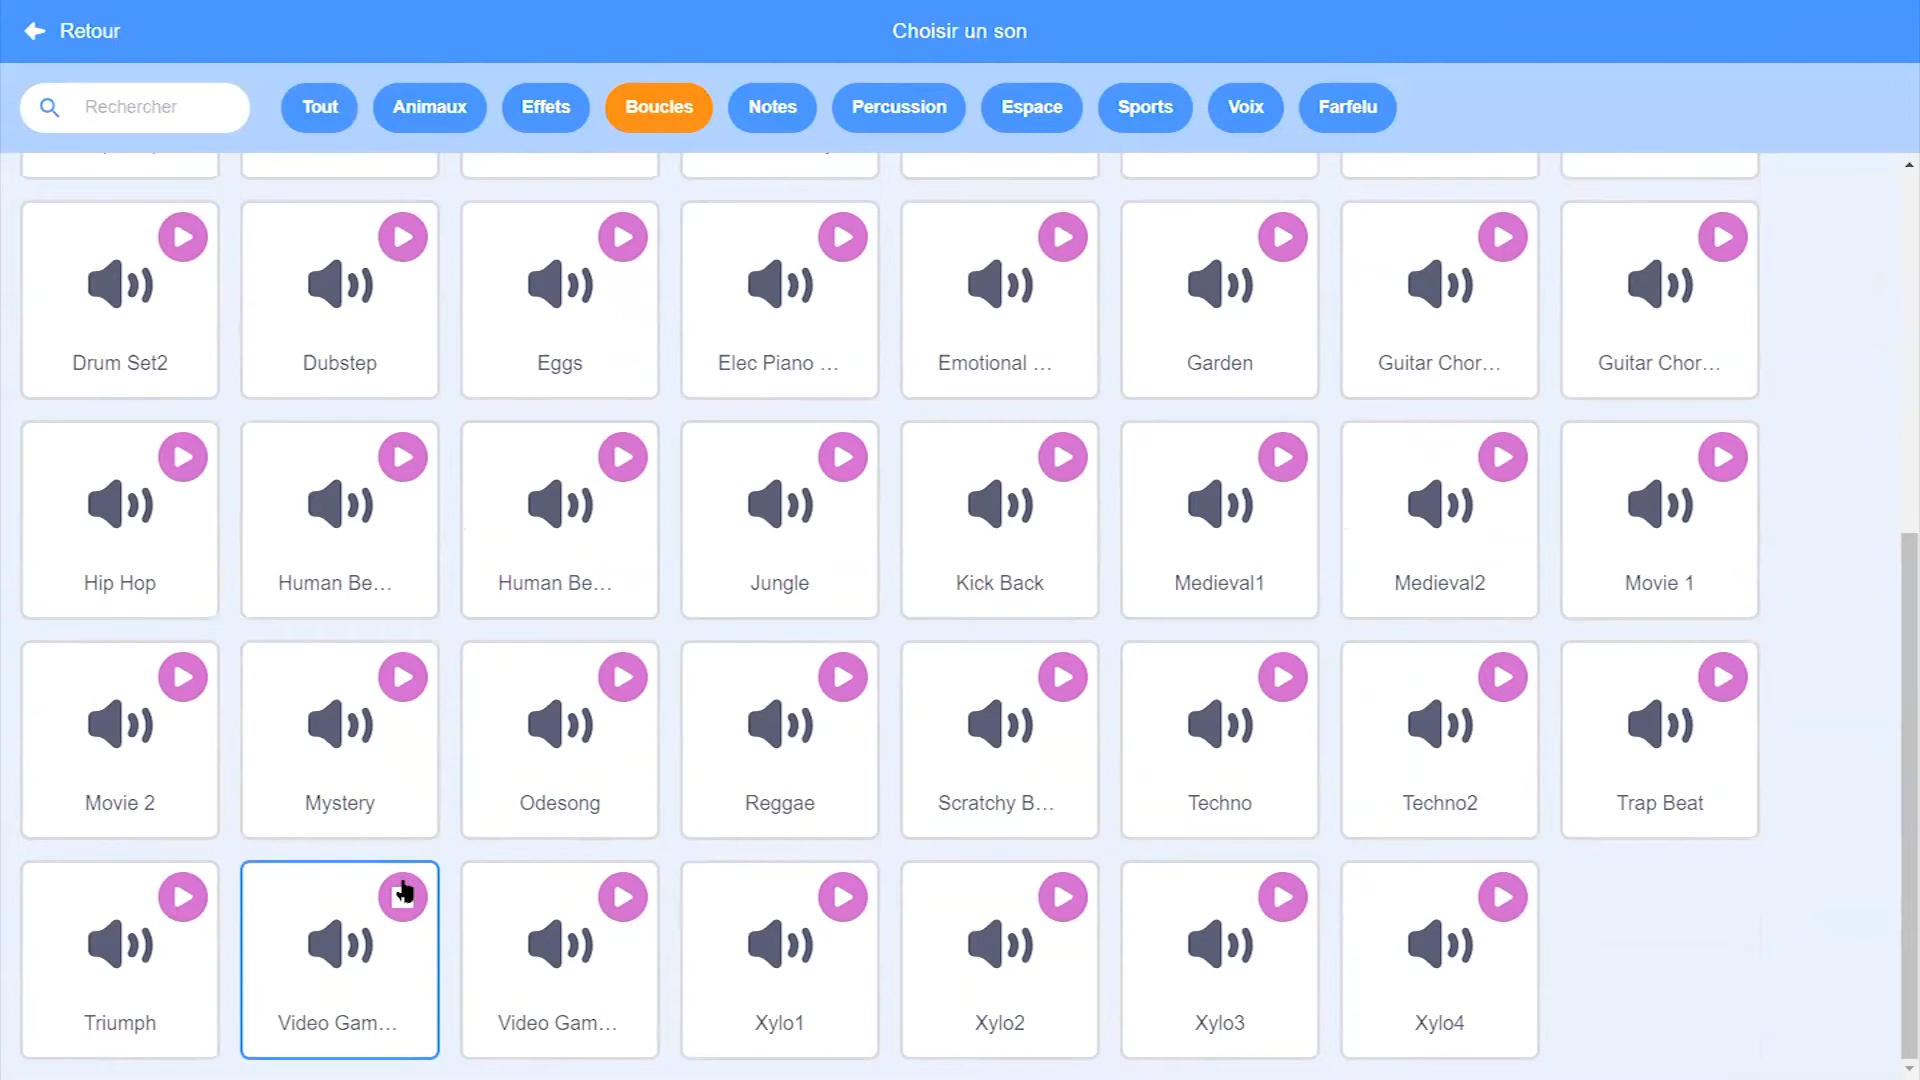 Retour
Choisir un son
Rechercher
Tout
Animaux
Effets
Boucles
Notes
Percussion
Espace
Sports
Voix
Farfelu
Drum Set2
Dubstep
Eggs
Elec Piano ...
Emotional ...
Garden
Guitar Chor...
Guitar Chor...
Hip Hop
Human Be...
Human Be...
Jungle
Kick Back
Medieval1
Medieval2
Movie 1
Movie 2
Mystery
Odesong
Reggae
Scratchy B...
Techno
Techno2
Trap Beat
Triumph
Video Gam...
Video Gam...
Xylo1
Xylo2
Xylo3
Xylo4